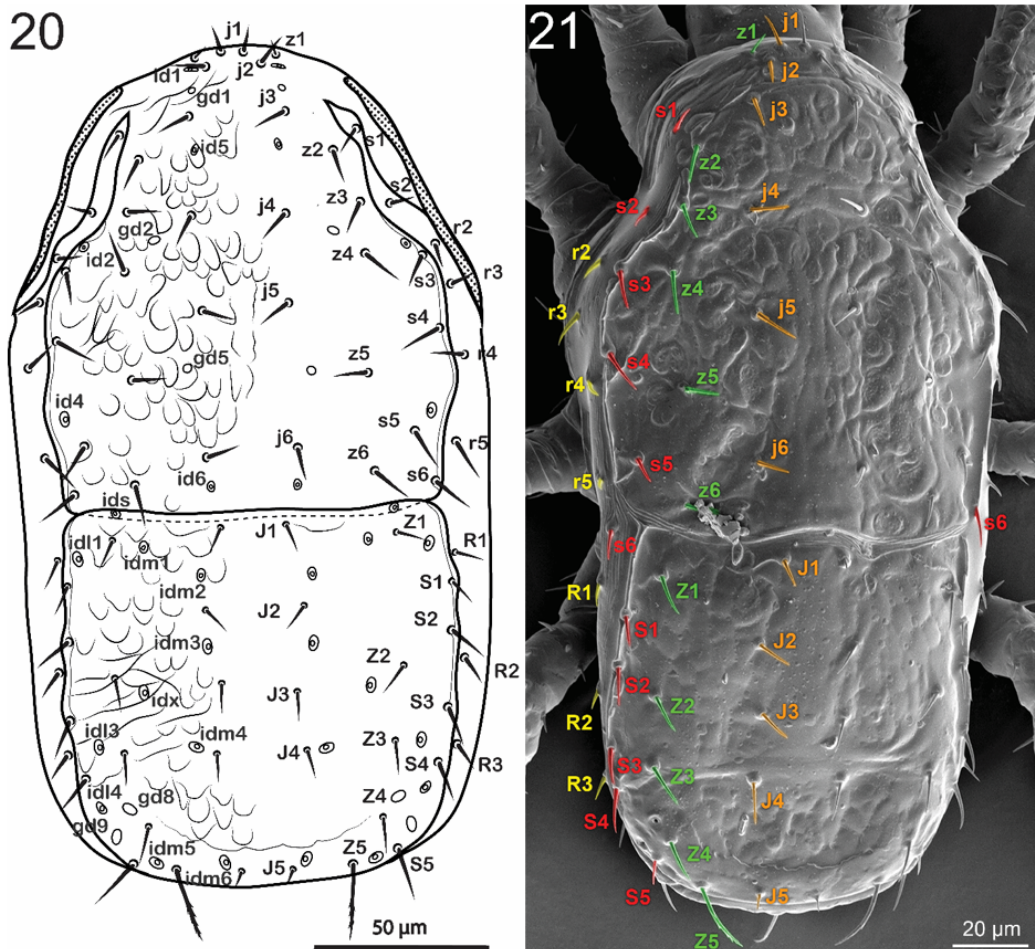 20
j1
z1
id1
j2
gd1
j3
s1
id5
z2
s2
z3
j4
gd2
r2
id2
z4
s3
r3
j5
s4
r4
gd5
z5
id4
s5
r5
j6
id6
z6
s6
ids
Z1
J1
idl1
idm1
R1
idm2
S1
J2
S2
idm3
Z2
R2
idx
J3
S3
idl3
idm4
J4
Z3
S4
R3
idl4
gd8
Z4
gd9
idm5
J5
Z5
S5
idm6
50 µm
21
j1
z1
j2
s1
j3
z2
j4
s2
z3
r2
s3
z4
r3
j5
s4
r4
z5
s5
j6
r5
z6
s6
s6
J1
R1
Z1
S1
J2
S2
R2
Z2
J3
S3
R3
Z3
J4
S4
Z4
S5
J5
Z5
20 µm